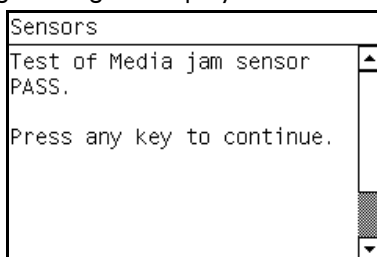 Sensors
Test of Media jam sensor
PASS.
Press any key to continue.